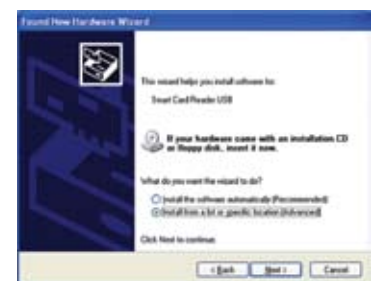 Found New Hardware Wizard
This wizard helps you install software for:
Smart Card Reader USB
If your hardware came with an installation CD
or floppy disk, insert it now.
What do you want the wizard to do?
Install the software automatically (Recommended)
Install from a list or specific location (Advanced)
Click Next to continue.
< Back Next > Cancel